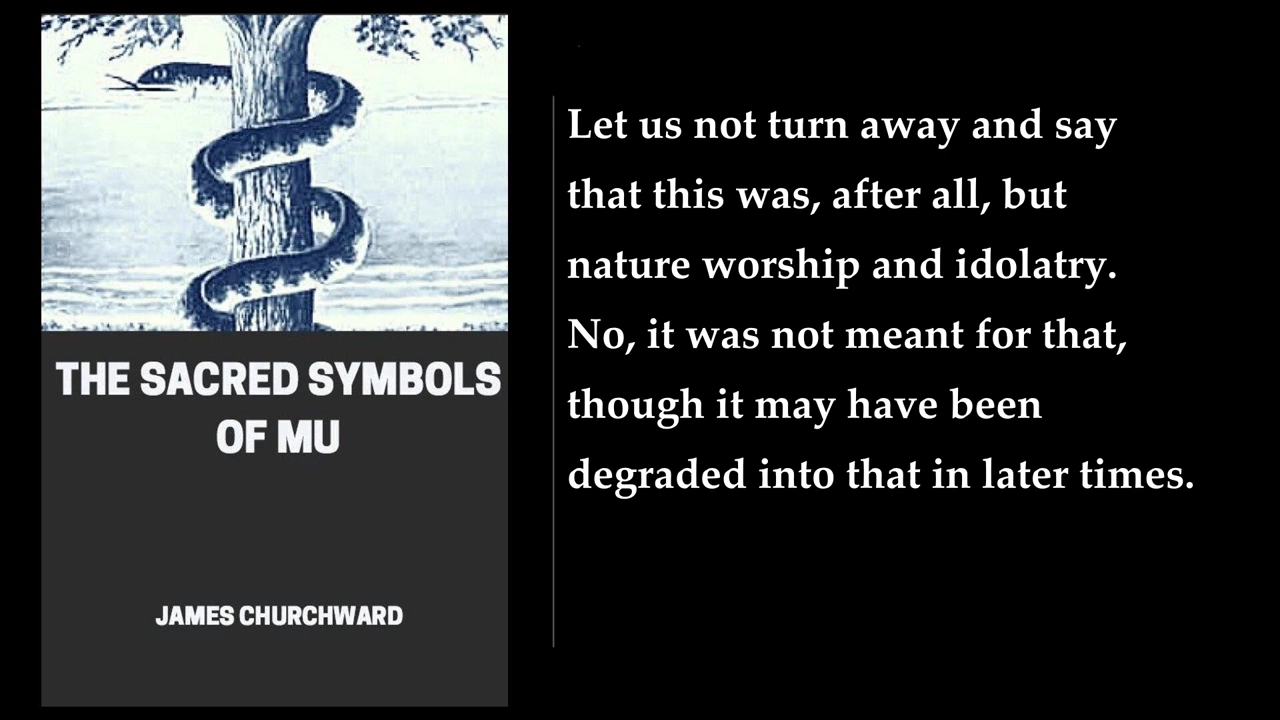 THE SACRED SYMBOLS
OF MU
JAMES CHURCHWARD
Let us not turn away and say
that this was, after all, but
nature worship and idolatry.
No, it was not meant for that,
though it may have been
degraded into that in later times.